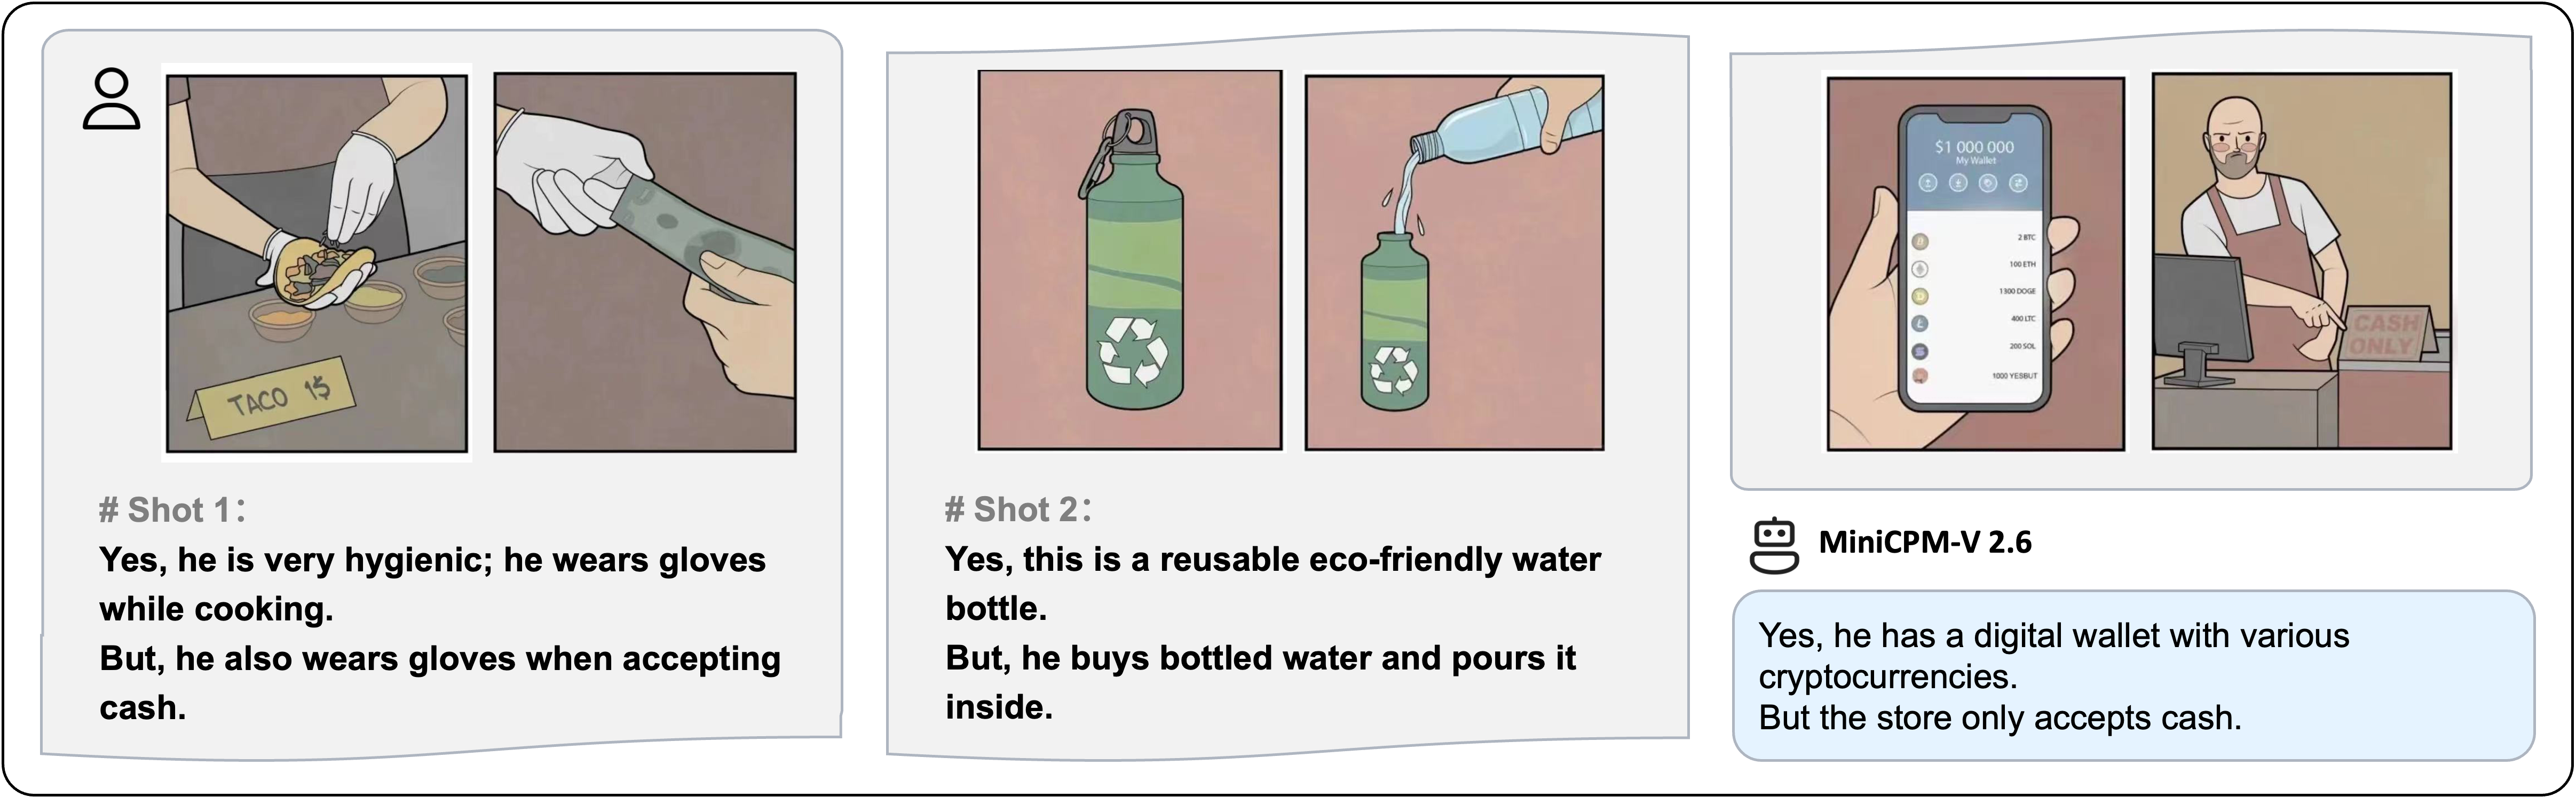 TACO 1$
# Shot 1:
Yes, he is very hygienic; he wears gloves
while cooking.
But, he also wears gloves when accepting
cash.
# Shot 2:
Yes, this is a reusable eco-friendly water
bottle.
But, he buys bottled water and pours it
inside.
$1 000 000
My Wallet
2 BTC
100 ETH
1300 DOGE
400 LTC
200 SOL
1000 YESBUT
CASH
ONLY
MiniCPM-V 2.6
Yes, he has a digital wallet with various
cryptocurrencies.
But the store only accepts cash.